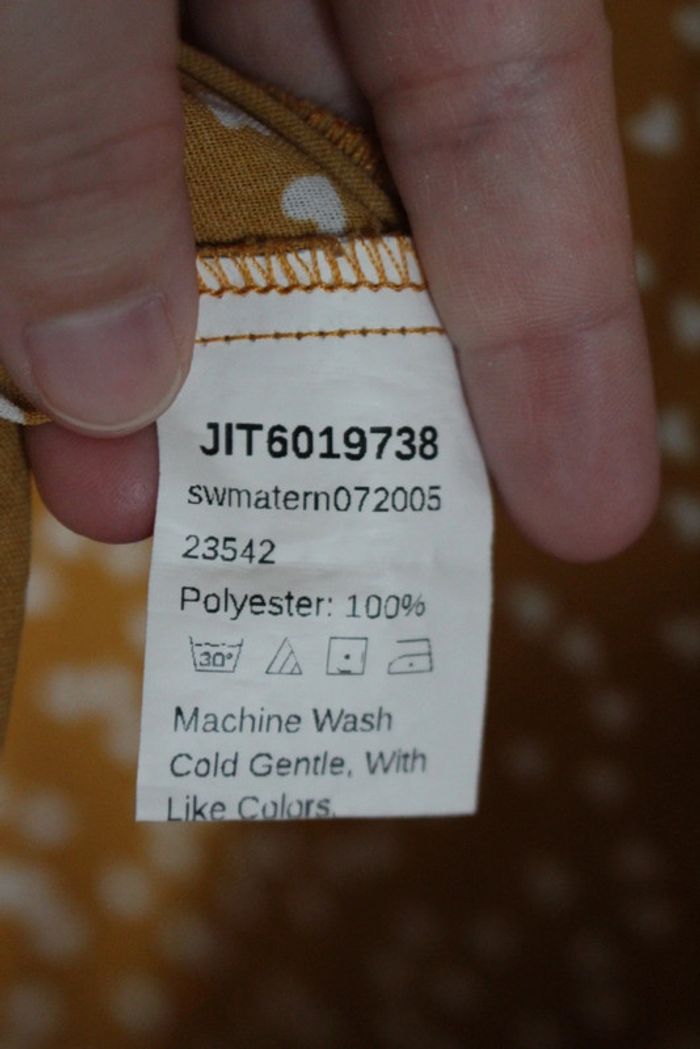 JIT6019738
swmatern072005
23542
Polyester: 100%
30°
Machine Wash
Cold Gentle, With
Like Colors.